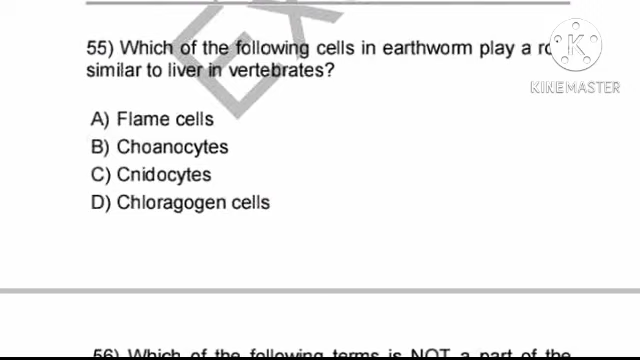 55) Which of the following cells in earthworm play a
similar to liver in vertebrates?
A) Flame cells
B) Choanocytes
C) Cnidocytes
D) Chloragogen cells
56) Which of the following terms is NOT a part of the
K
KINEMASTER